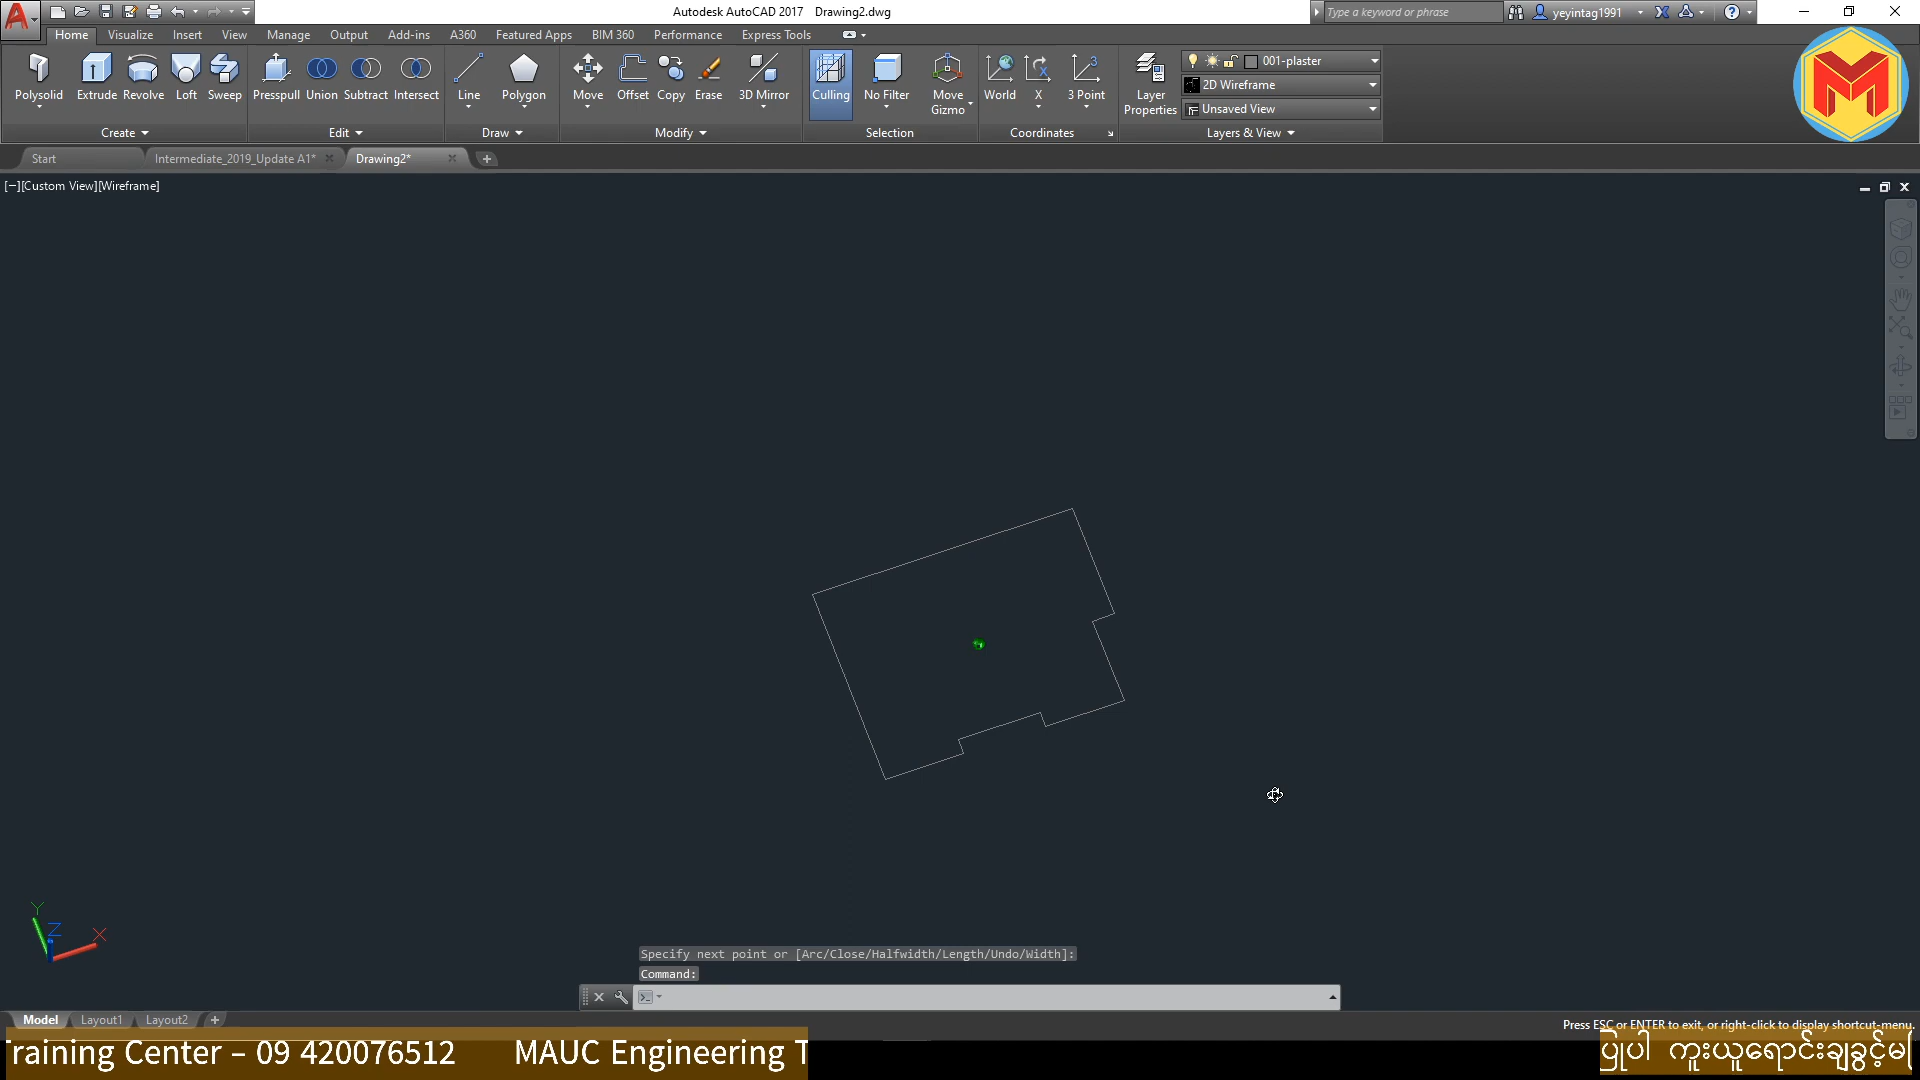 Autodesk AutoCAD 2017 Drawing2.dwg
Type a keyword or phrase
yeyintag1991
Home Visualize Insert View Manage Output Add-ins A360 Featured Apps BIM 360 Performance Express Tools
Polysolid Extrude Revolve Loft Sweep Presspull Union Subtract Intersect Line Polygon Move Offset Copy Erase 3D Mirror Culling No Filter Move Gizmo World X 3 Point Layer Properties
001-plaster
2D Wireframe
Unsaved View
Create Edit Draw Modify Selection Coordinates Layers & View
Start Intermediate_2019_Update A1* Drawing2*
[−][Custom View][Wireframe]
Y
Z
X
Specify next point or [Arc/Close/Halfwidth/Length/Undo/Width]:
Command:
Model Layout1 Layout2
Press ESC or ENTER to exit, or right-click to display shortcut-menu.
raining Center – 09 420076512 MAUC Engineering T
ပြုပါ ကူးယူရောင်းချခွင့်မ